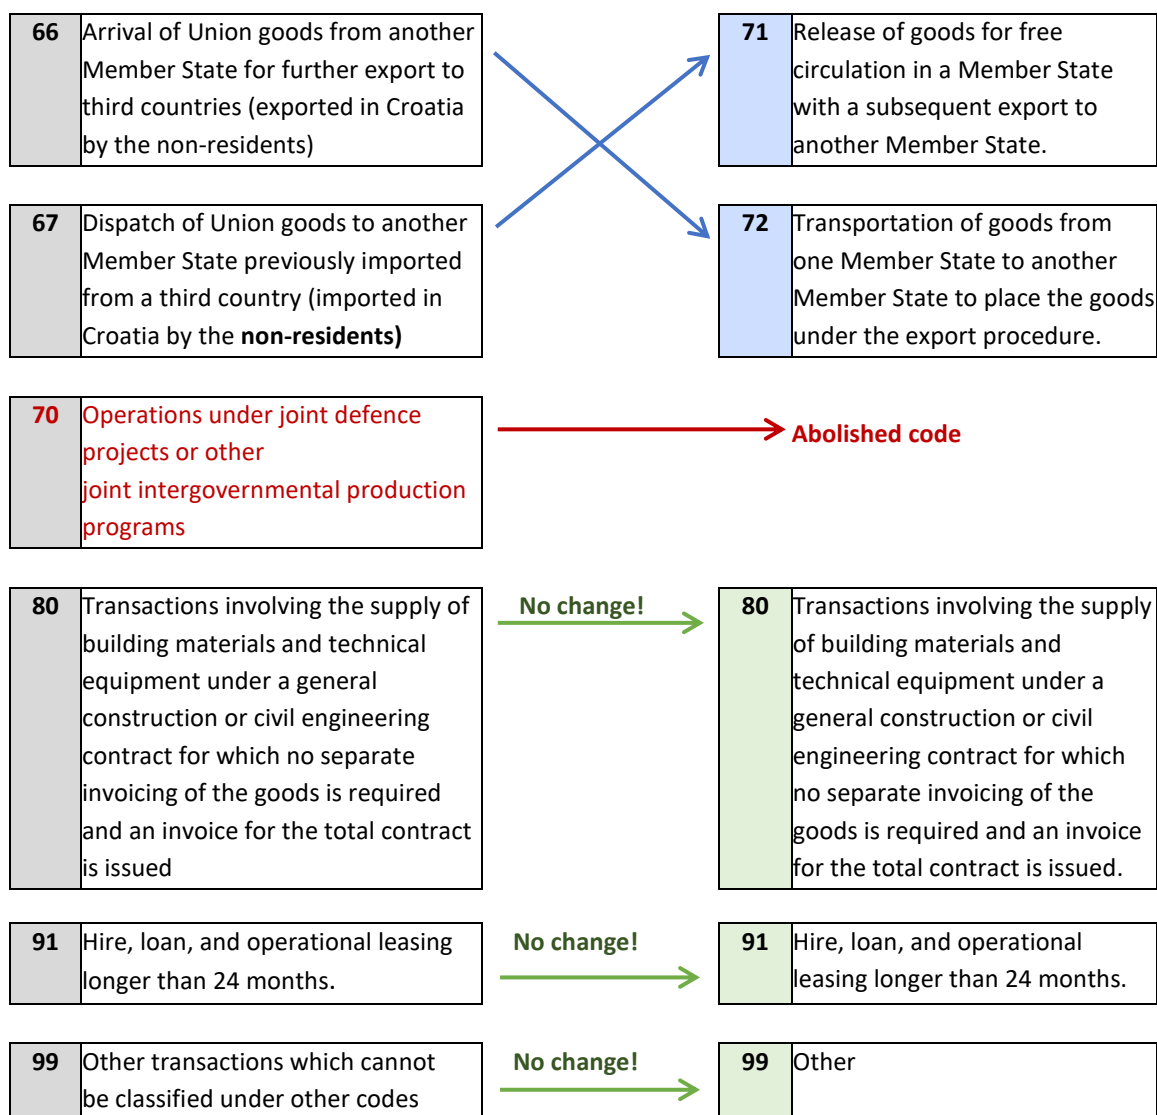 66 Arrival of Union goods from another
Member State for further export to
third countries (exported in Croatia
by the non-residents)
71 Release of goods for free
circulation in a Member State
with a subsequent export to
another Member State.
67 Dispatch of Union goods to another
Member State previously imported
from a third country (imported in
Croatia by the non-residents)
72 Transportation of goods from
one Member State to another
Member State to place the goods
under the export procedure.
70 Operations under joint defence
projects or other
joint intergovernmental production
programs
Abolished code
80 Transactions involving the supply of
building materials and technical
equipment under a general
construction or civil engineering
contract for which no separate
invoicing of the goods is required
and an invoice for the total contract
is issued
No change!
80 Transactions involving the supply
of building materials and
technical equipment under a
general construction or civil
engineering contract for which
no separate invoicing of the
goods is required and an invoice
for the total contract is issued.
91 Hire, loan, and operational leasing
longer than 24 months.
No change!
91 Hire, loan, and operational
leasing longer than 24 months.
99 Other transactions which cannot
be classified under other codes
No change!
99 Other